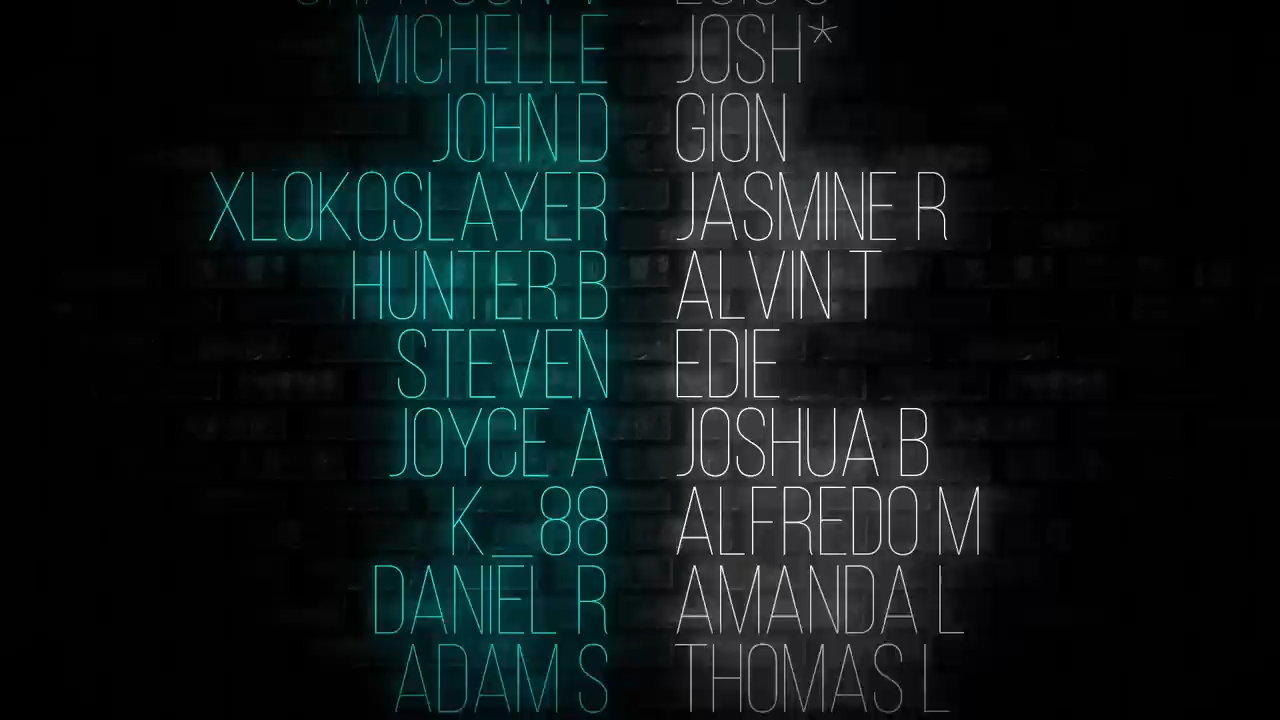 MICHELLE JOSH*
JOHN D GION
XLOKOSLAYER JASMINE R
HUNTER B ALVIN T
STEVEN EDIE
JOYCE A JOSHUA B
K_88 ALFREDO M
DANIEL R AMANDA L
ADAM S THOMAS L